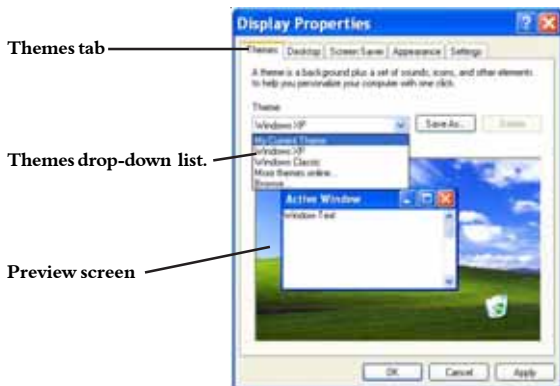 Display Properties
Themes tab
Themes Desktop Screen Saver Appearance Settings
A theme is a background plus a set of sounds, icons, and other elements
to help you personalize your computer with one click.
Theme
Windows XP Save As... Delete
Themes drop-down list.
My Current Theme
Windows XP
Windows Classic
More themes online...
Browse...
Active Window
Window Text
Preview screen
OK Cancel Apply